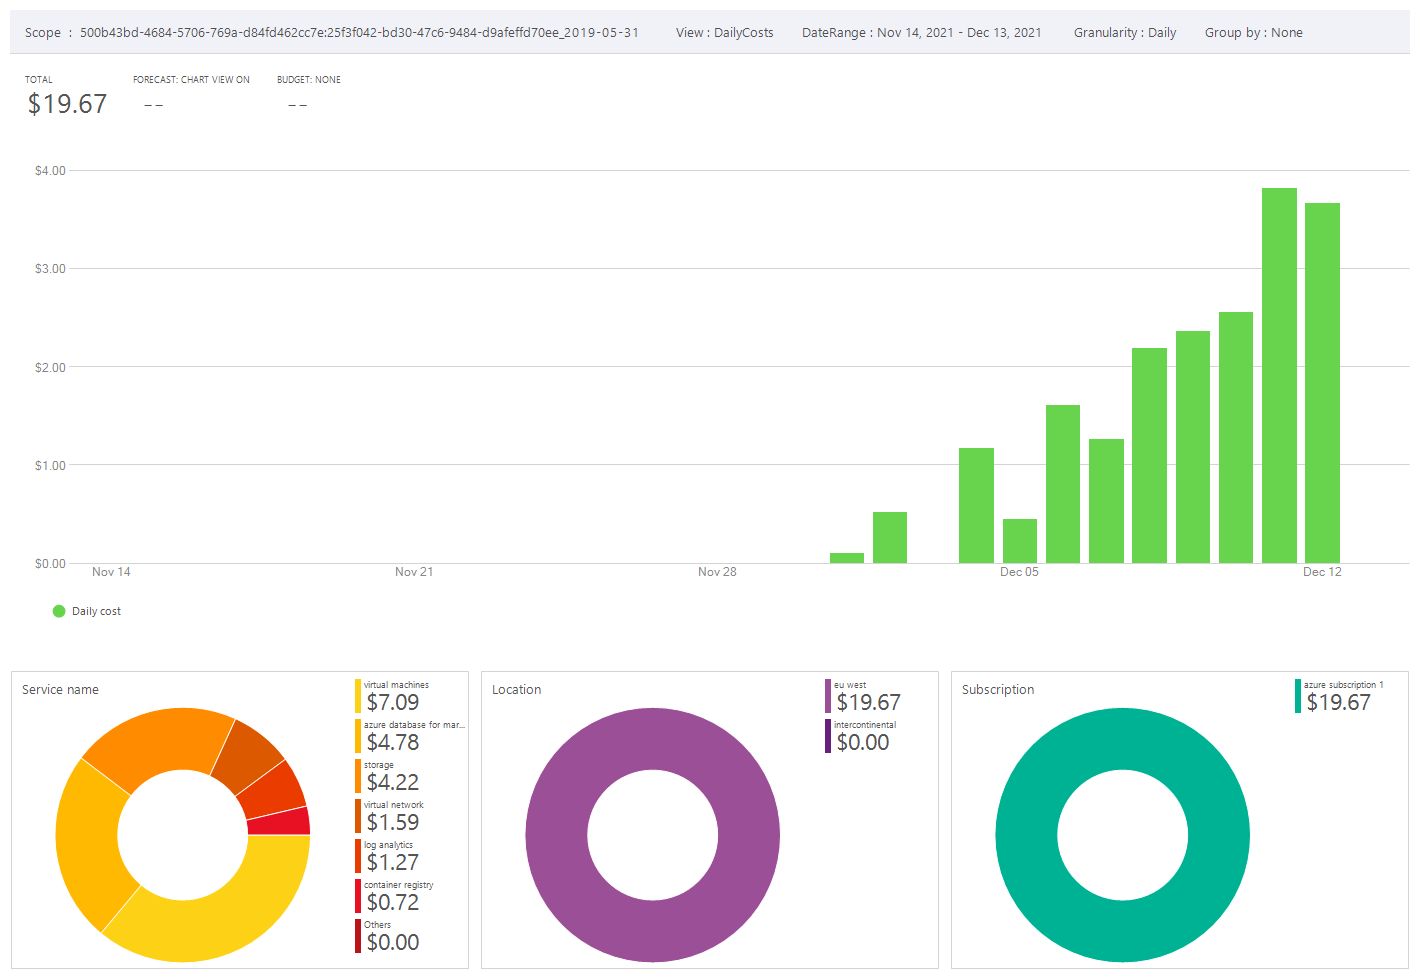 Scope : 500b43bd-4684-5706-769a-d84fd462cc7e:25f3f042-bd30-47c6-9484-d9afeffd70ee_2019-05-31 View : DailyCosts DateRange : Nov 14, 2021 - Dec 13, 2021 Granularity : Daily Group by : None
TOTAL FORECAST: CHART VIEW ON BUDGET: NONE
$19.67 -- --
$4.00
$3.00
$2.00
$1.00
$0.00
Nov 14 Nov 21 Nov 28 Dec 05 Dec 12
Daily cost
Service name
virtual machines
$7.09
azure database for mar...
$4.78
storage
$4.22
virtual network
$1.59
log analytics
$1.27
container registry
$0.72
Others
$0.00
Location
eu west
$19.67
intercontinental
$0.00
Subscription
azure subscription 1
$19.67